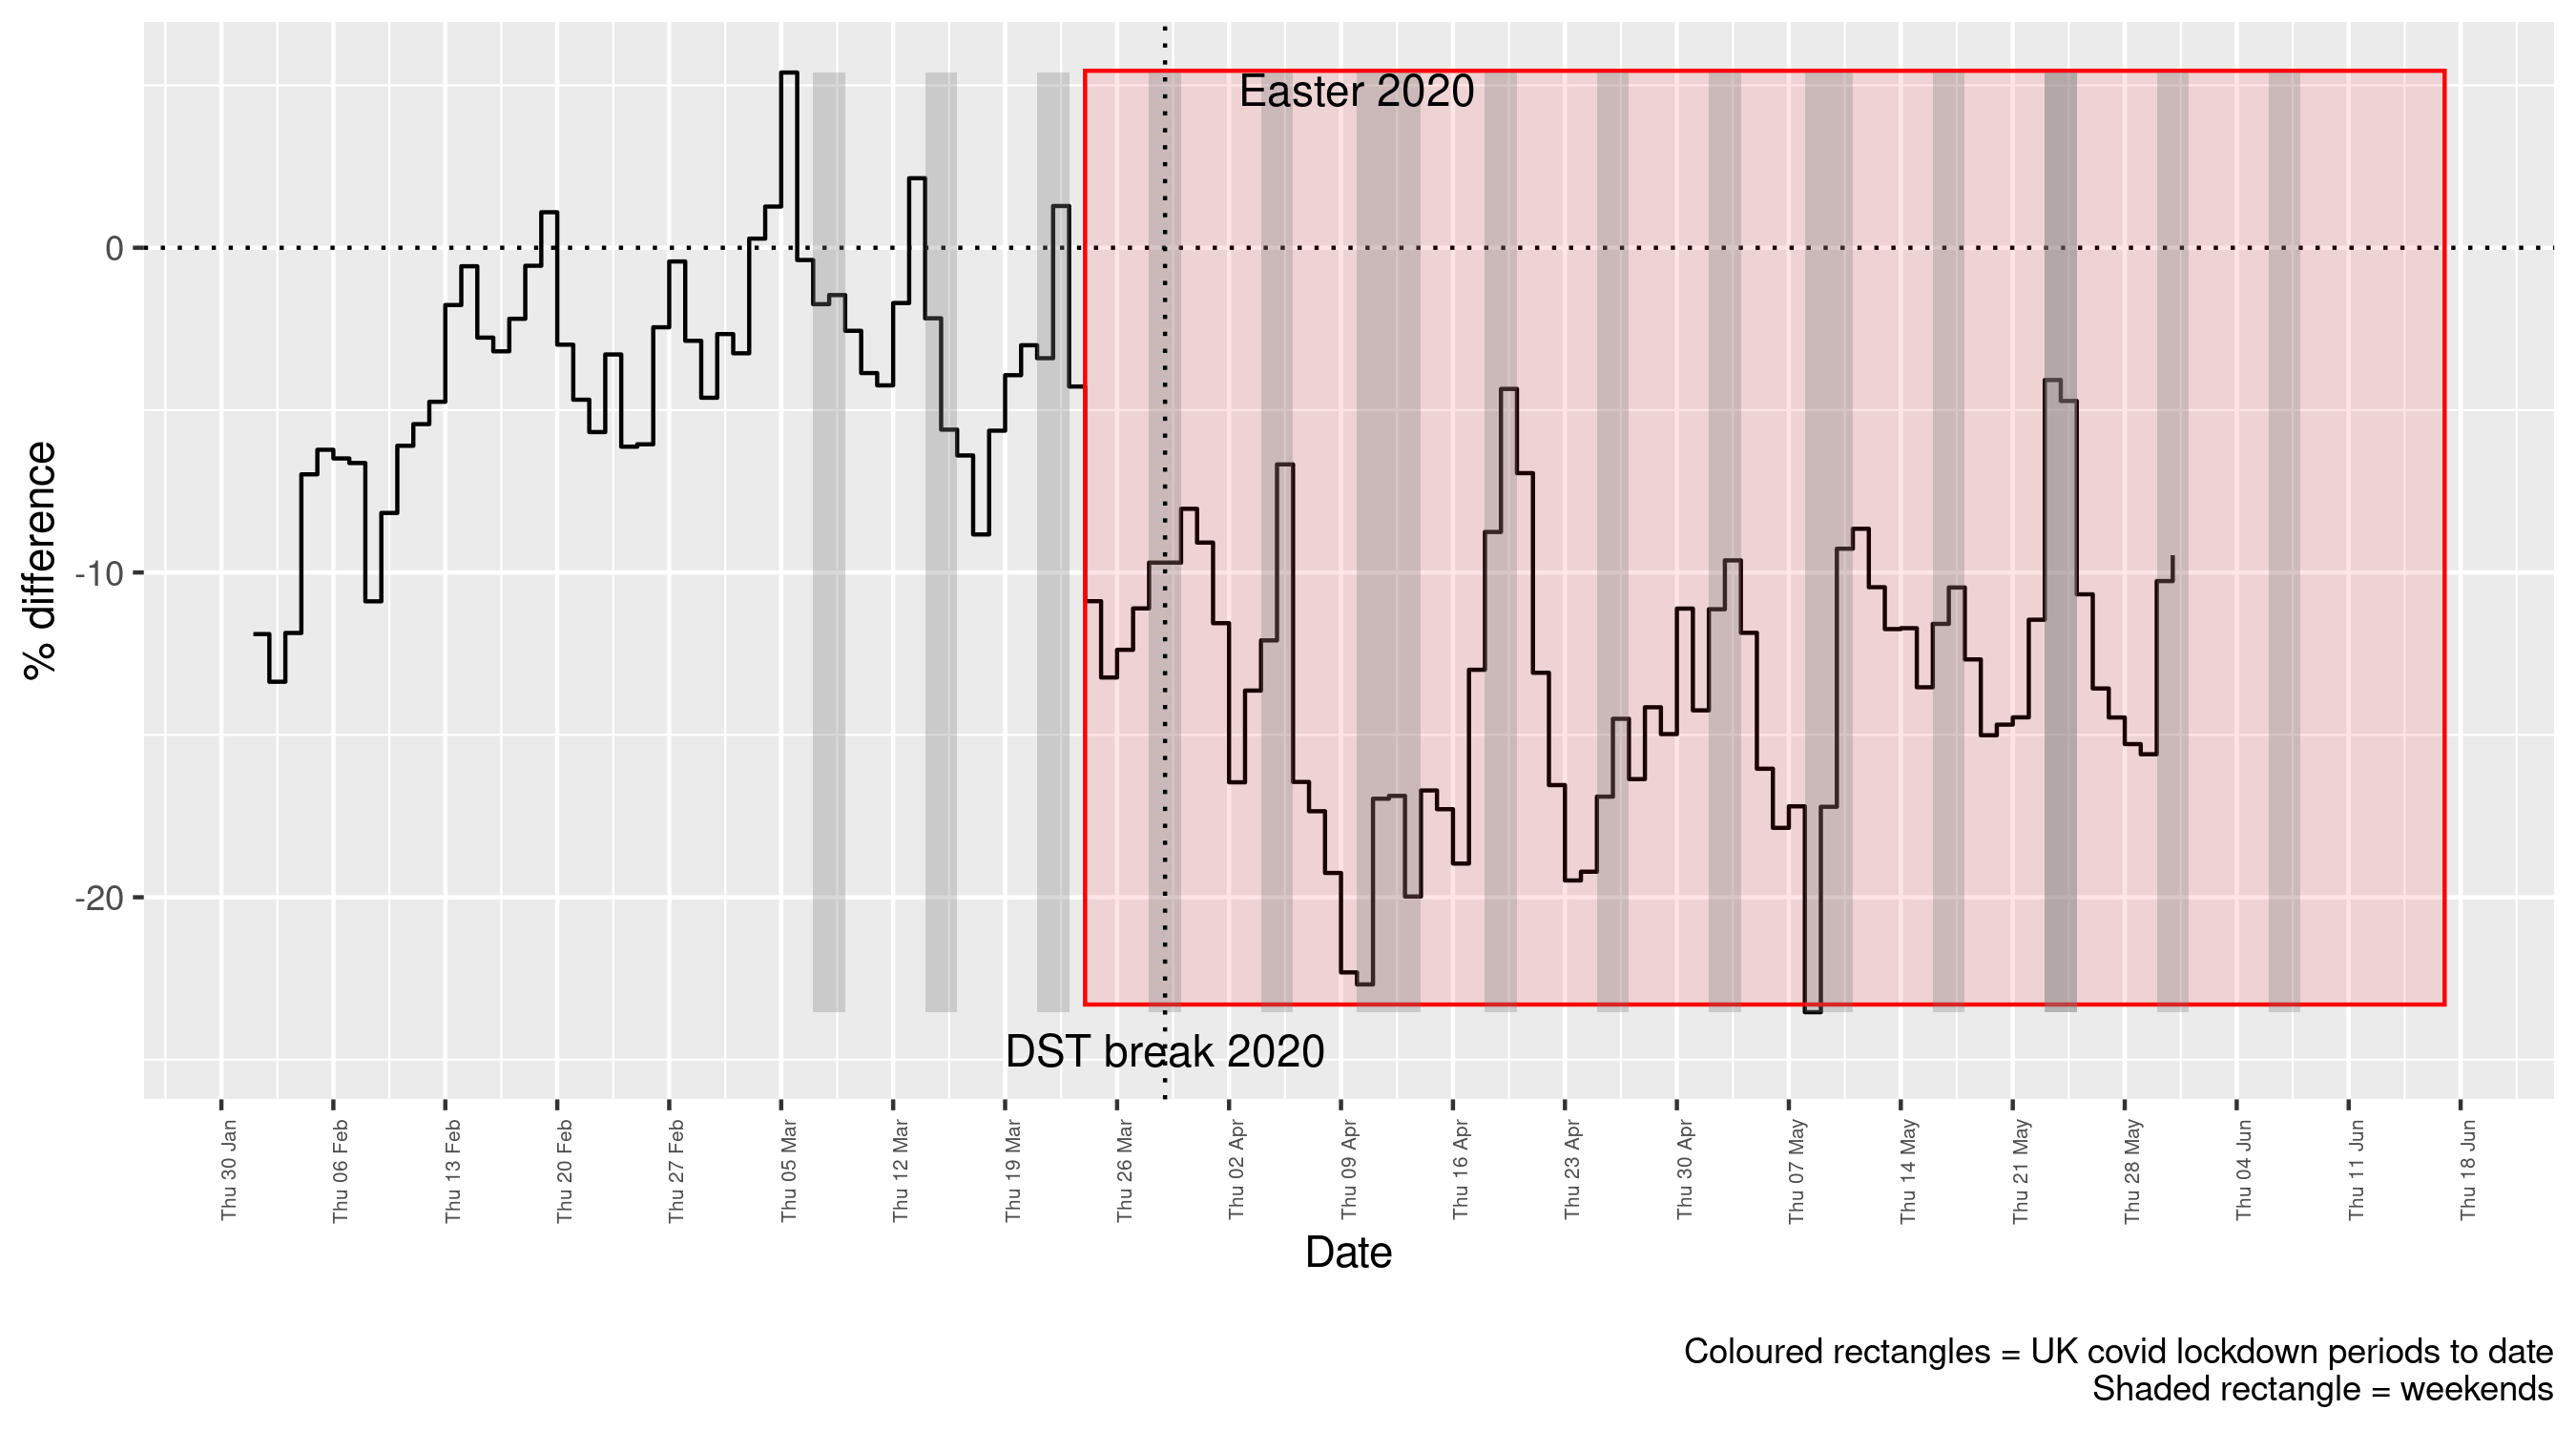 Easter 2020
0
-10
-20
% difference
DST break 2020
Thu 30 Jan
Thu 06 Feb
Thu 13 Feb
Thu 20 Feb
Thu 27 Feb
Thu 05 Mar
Thu 12 Mar
Thu 19 Mar
Thu 26 Mar
Thu 02 Apr
Thu 09 Apr
Thu 16 Apr
Thu 23 Apr
Thu 30 Apr
Thu 07 May
Thu 14 May
Thu 21 May
Thu 28 May
Thu 04 Jun
Thu 11 Jun
Thu 18 Jun
Date
Coloured rectangles = UK covid lockdown periods to date
Shaded rectangle = weekends